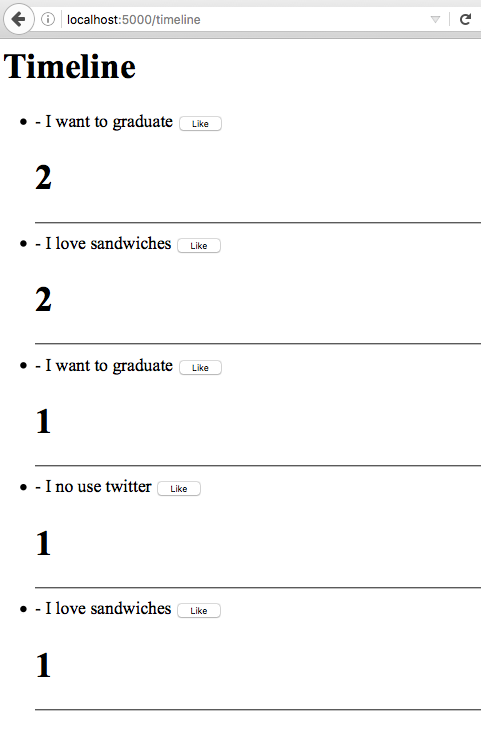 localhost:5000/timeline
Timeline
- I want to graduate Like
2
- I love sandwiches Like
2
- I want to graduate Like
1
- I no use twitter Like
1
- I love sandwiches Like
1